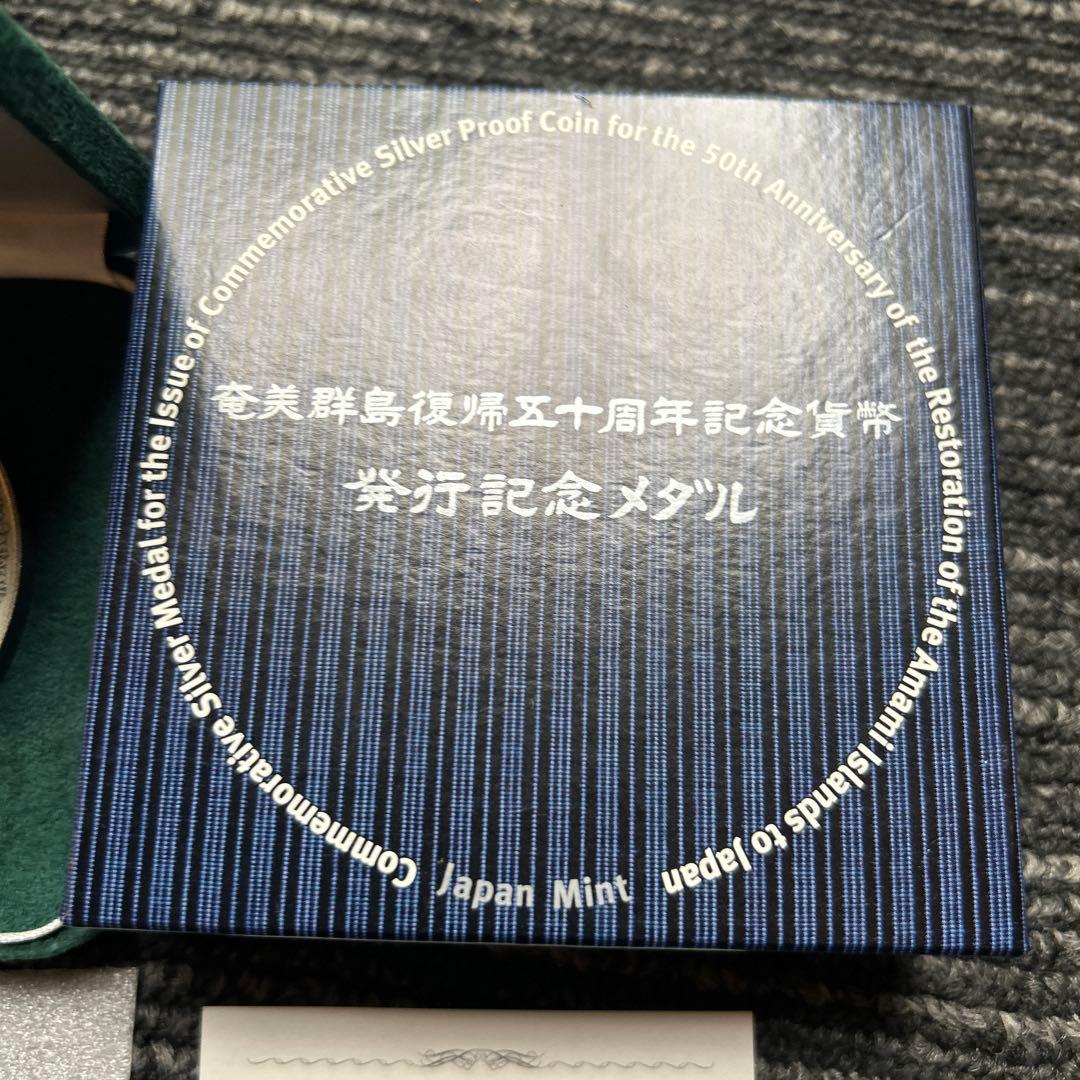 Commemorative Silver Medal for the Issue of Commemorative Silver Proof Coin for the 50th Anniversary of the Restoration of the Amami Islands to Japan
奄美群島復帰五十周年記念貨幣
発行記念メダル
Japan Mint